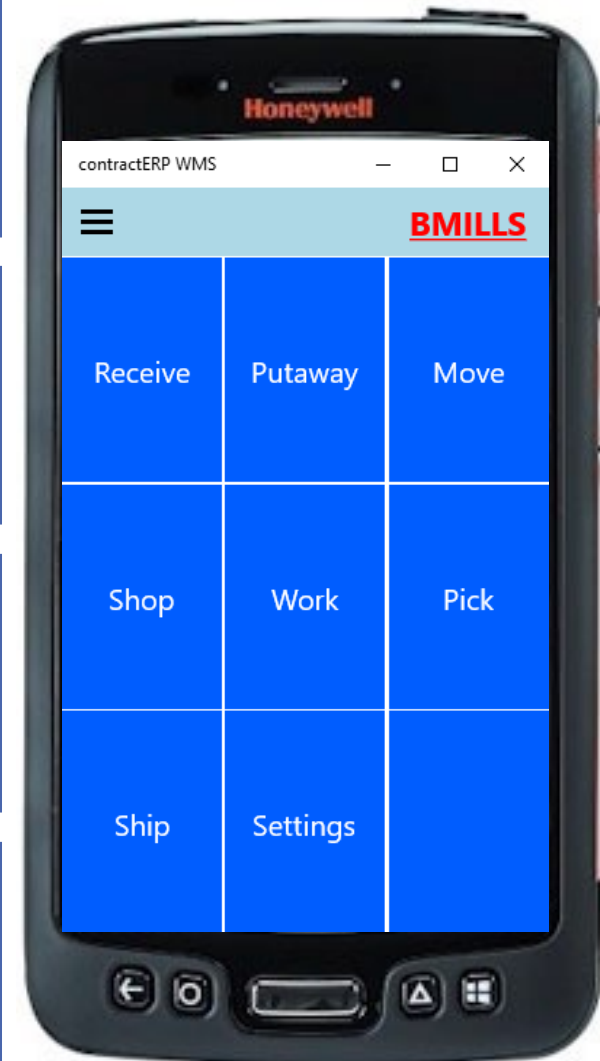 Honeywell
contractERP WMS
BMILLS
Receive Putaway Move
Shop Work Pick
Ship Settings